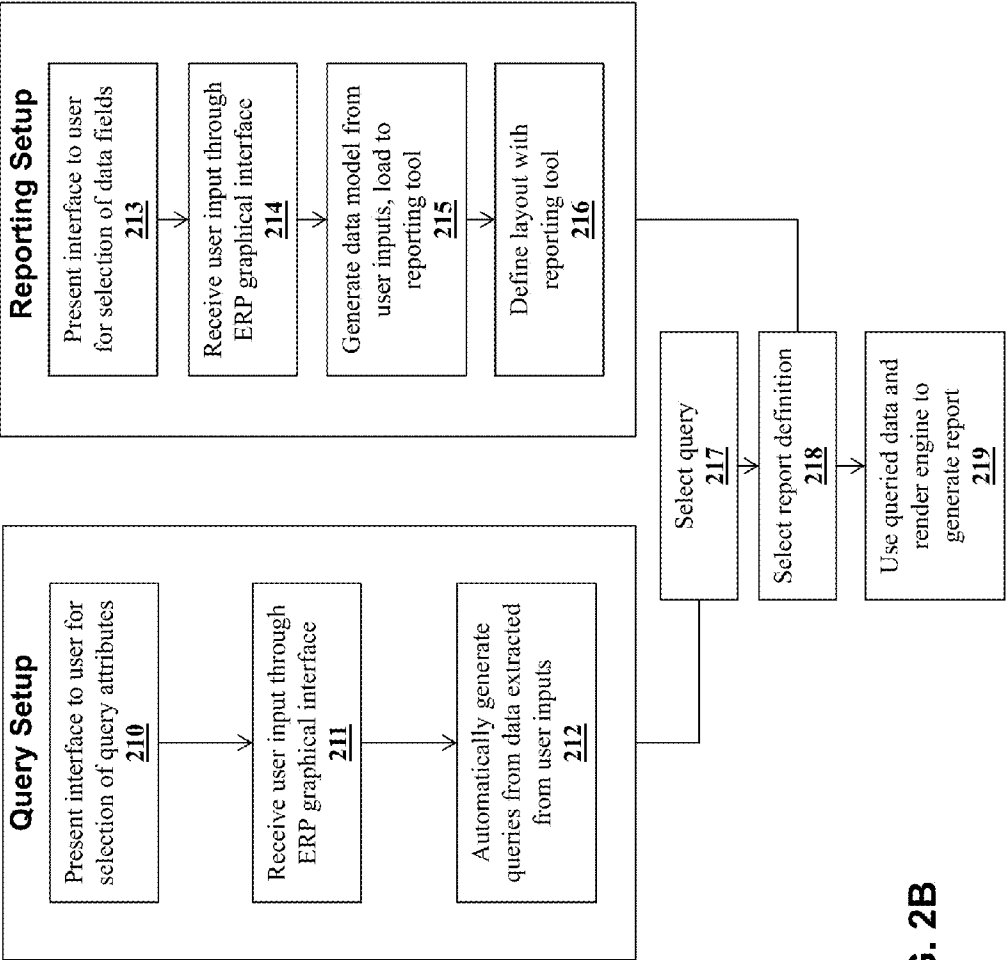 Query Setup
Present interface to user for
selection of query attributes
210
Receive user input through
ERP graphical interface
211
Automatically generate
queries from data extracted
from user inputs
212
Reporting Setup
Present interface to user
for selection of data fields
213
Receive user input through
ERP graphical interface
214
Generate data model from
user inputs, load to
reporting tool
215
Define layout with
reporting tool
216
Select query
217
Select report definition
218
Use queried data and
render engine to
generate report
219
G. 2B